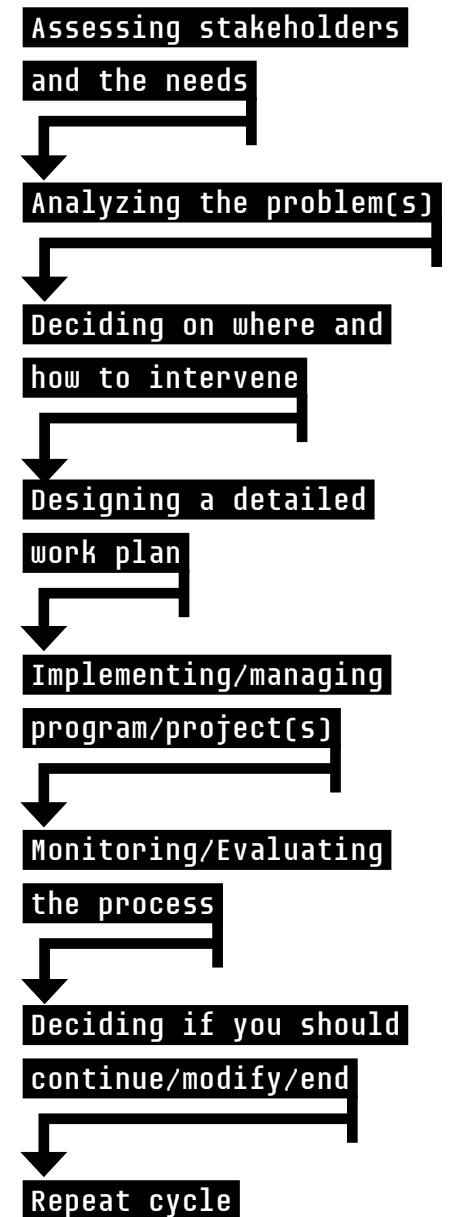 Assessing stakeholders
and the needs
Analyzing the problem(s)
Deciding on where and
how to intervene
Designing a detailed
work plan
Implementing/managing
program/project(s)
Monitoring/Evaluating
the process
Deciding if you should
continue/modify/end
Repeat cycle